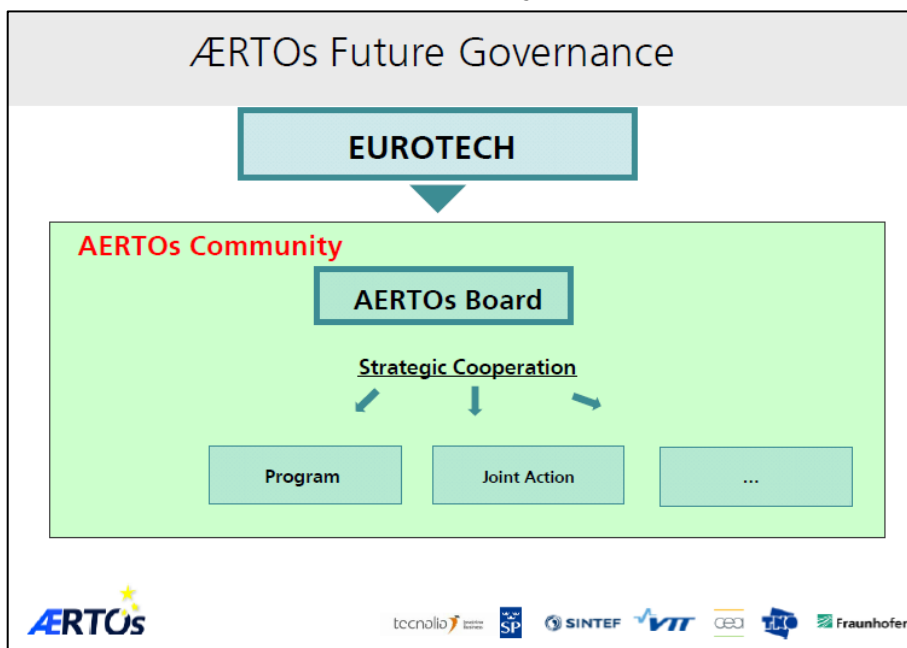 ÆRTOs Future Governance
EUROTECH
AERTOs Community
AERTOs Board
Strategic Cooperation
Program
Joint Action
...
ÆRTOs
tecnalia
SP
SINTEF
VTT
cea
TNO
Fraunhofer